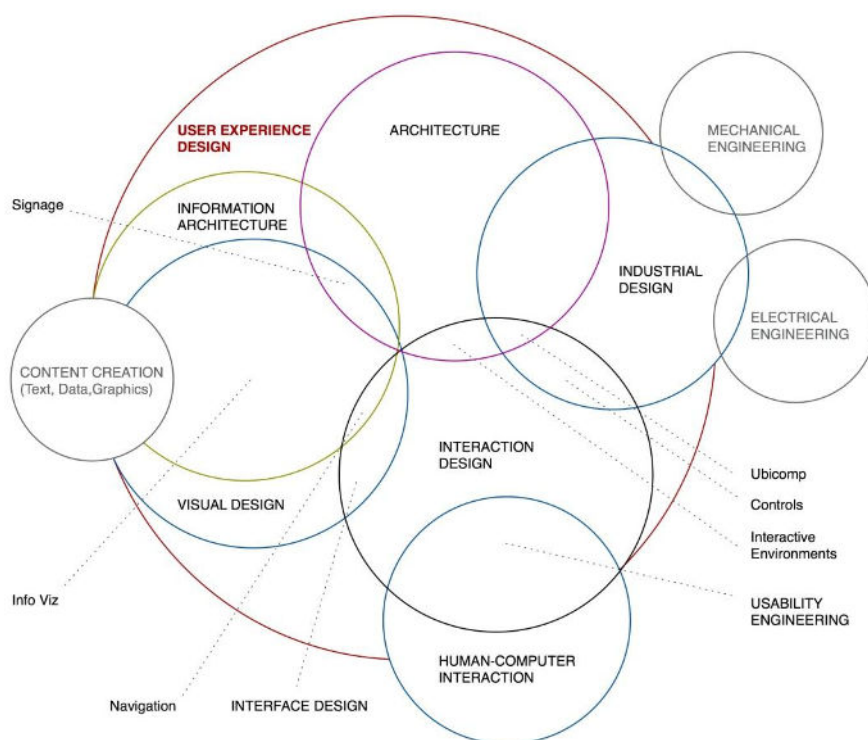 USER EXPERIENCE
DESIGN
ARCHITECTURE
MECHANICAL
ENGINEERING
Signage
INFORMATION
ARCHITECTURE
INDUSTRIAL
DESIGN
ELECTRICAL
ENGINEERING
CONTENT CREATION
(Text, Data,Graphics)
INTERACTION
DESIGN
VISUAL DESIGN
Ubicomp
Controls
Interactive
Environments
Info Viz
USABILITY
ENGINEERING
HUMAN-COMPUTER
INTERACTION
Navigation
INTERFACE DESIGN